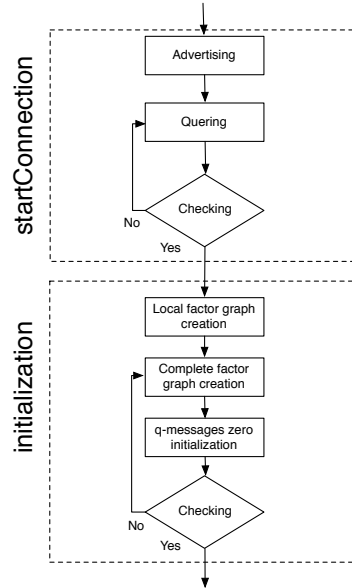 startConnection
Advertising
Quering
Checking
No
Yes
initialization
Local factor graph
creation
Complete factor
graph creation
q-messages zero
initialization
Checking
No
Yes